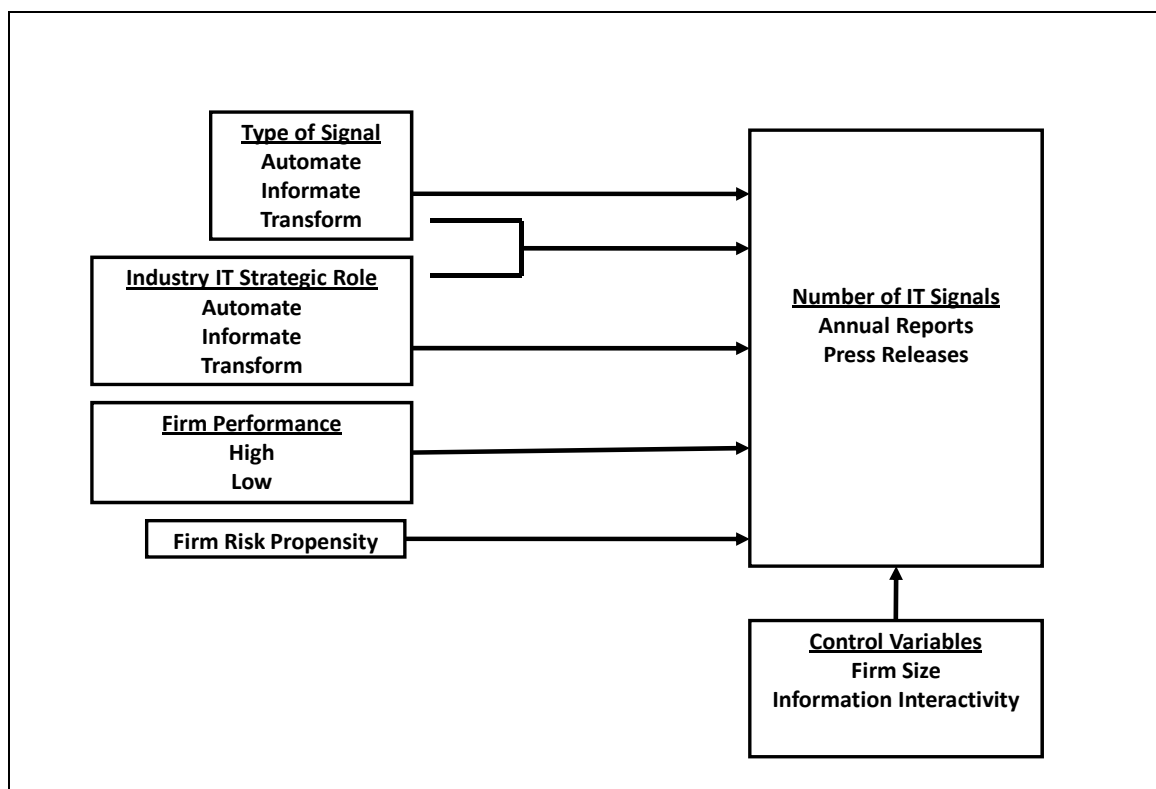 Type of Signal
Automate
Informate
Transform
Industry IT Strategic Role
Automate
Informate
Transform
Firm Performance
High
Low
Firm Risk Propensity
Number of IT Signals
Annual Reports
Press Releases
Control Variables
Firm Size
Information Interactivity